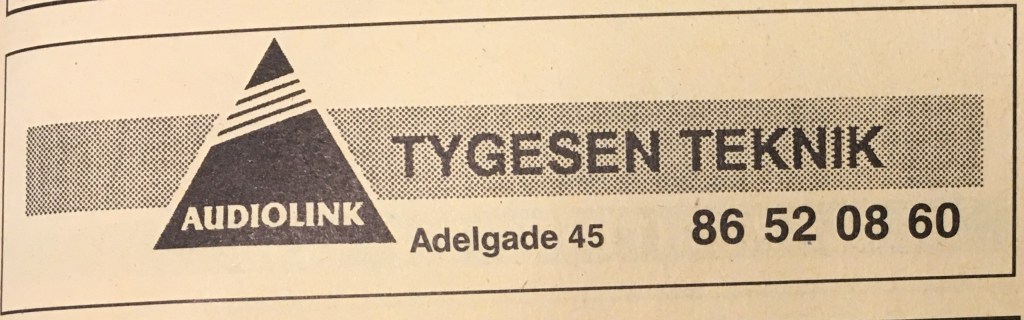 AUDIOLINK
TYGESEN TEKNIK
Adelgade 45
86 52 08 60